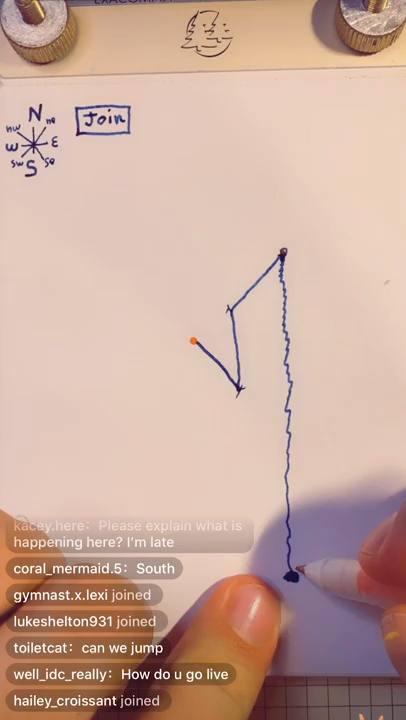 N
nw ne
W E
sw se
S
Join
kacey.here: Please explain what is
happening here? I'm late
coral_mermaid.5: South
gymnast.x.lexi joined
lukeshelton931 joined
toiletcat: can we jump
well_idc_really: How do u go live
hailey_croissant joined